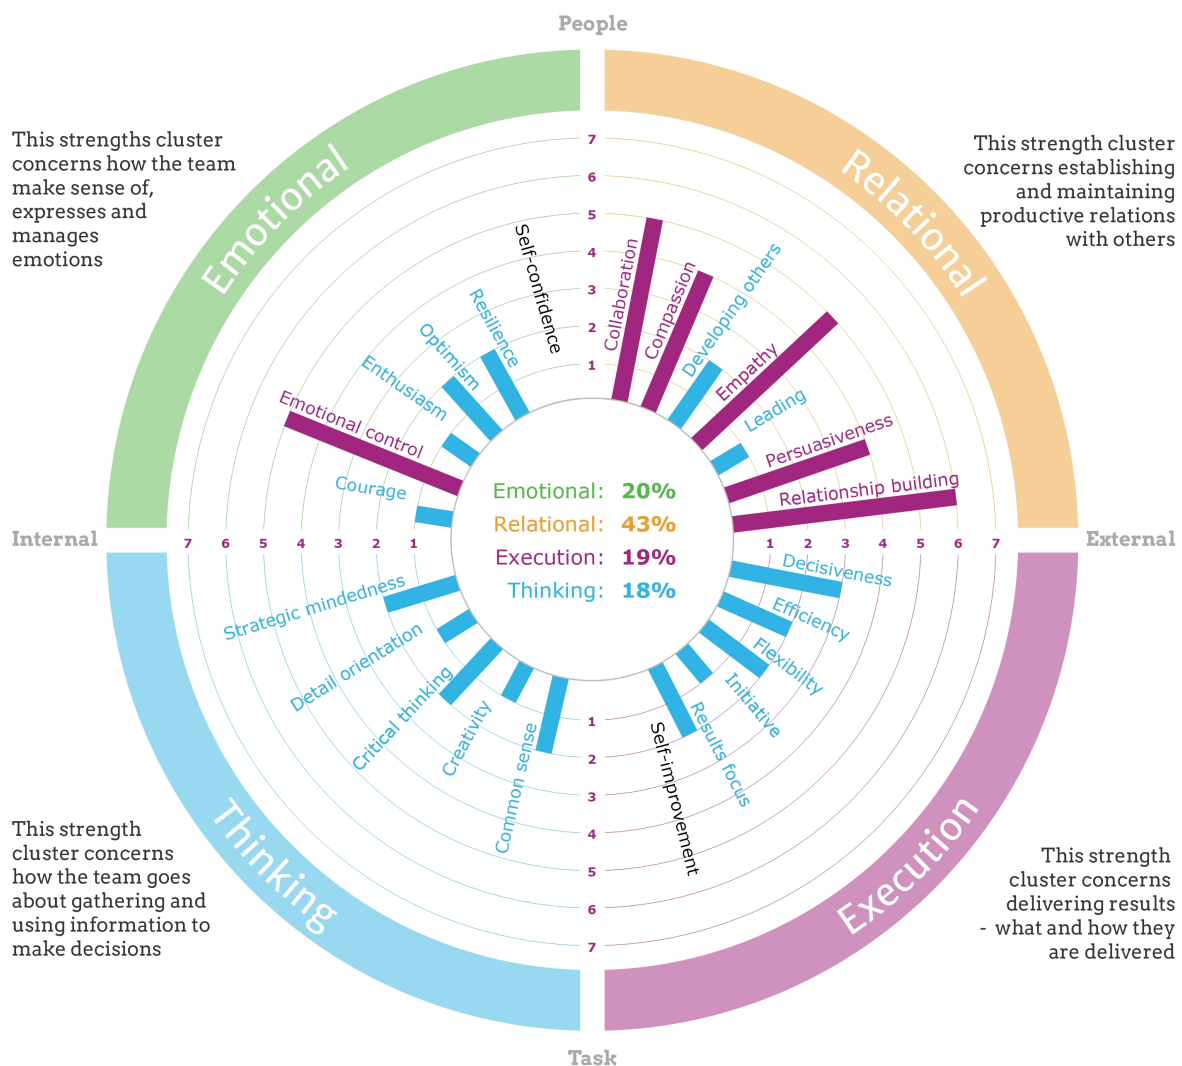 People
This strengths cluster
concerns how the team
make sense of,
expresses and
manages
emotions
Emotional
Relational
This strength cluster
concerns establishing
and maintaining
productive relations
with others
7
6
5
4
3
2
1
Self-confidence
Resilience
Optimism
Enthusiasm
Emotional control
Courage
Collaboration
Compassion
Developing others
Empathy
Leading
Persuasiveness
Relationship building
Emotional: 20%
Relational: 43%
Execution: 19%
Thinking: 18%
Internal
7 6 5 4 3 2 1
1 2 3 4 5 6 7
External
Strategic mindedness
Detail orientation
Critical thinking
Creativity
Common sense
Decisiveness
Efficiency
Flexibility
Initiative
Results focus
Self-improvement
1
2
3
4
5
6
7
Thinking
Execution
This strength
cluster concerns
how the team goes
about gathering and
using information to
make decisions
This strength
cluster concerns
delivering results
- what and how they
are delivered
Task